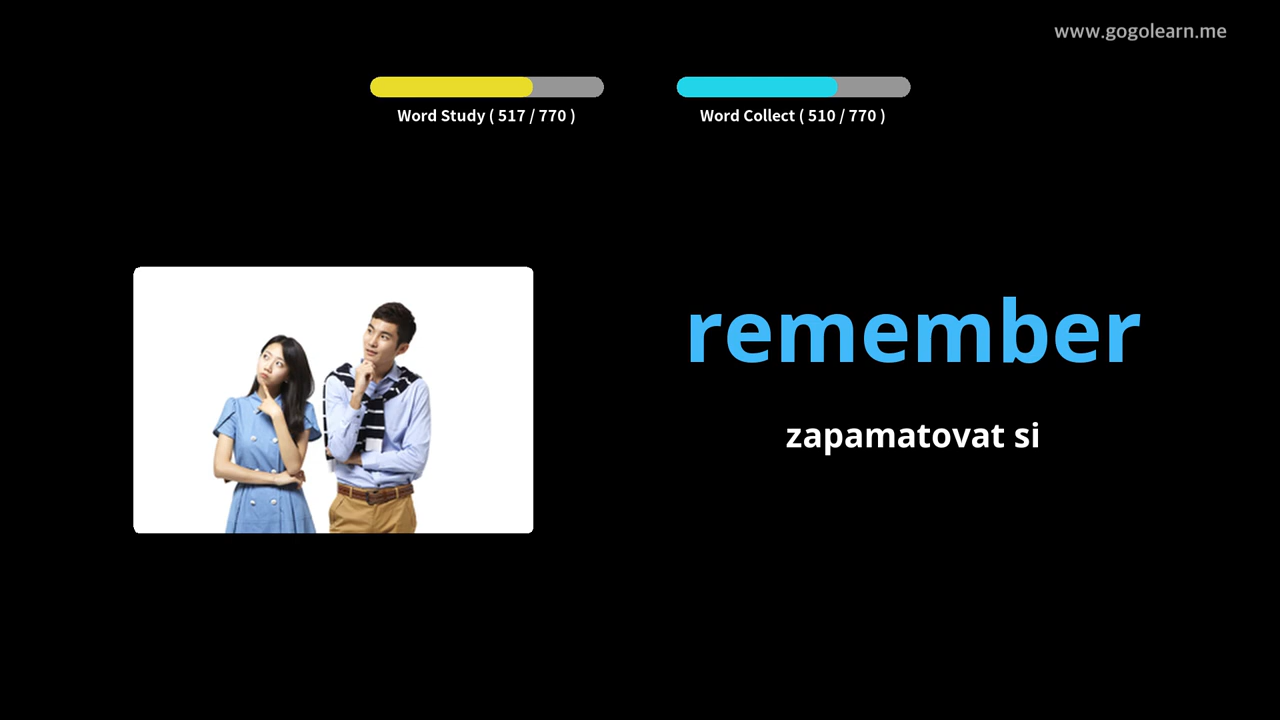 www.gogolearn.me
Word Study ( 517 / 770 )
Word Collect ( 510 / 770 )
remember
zapamatovat si